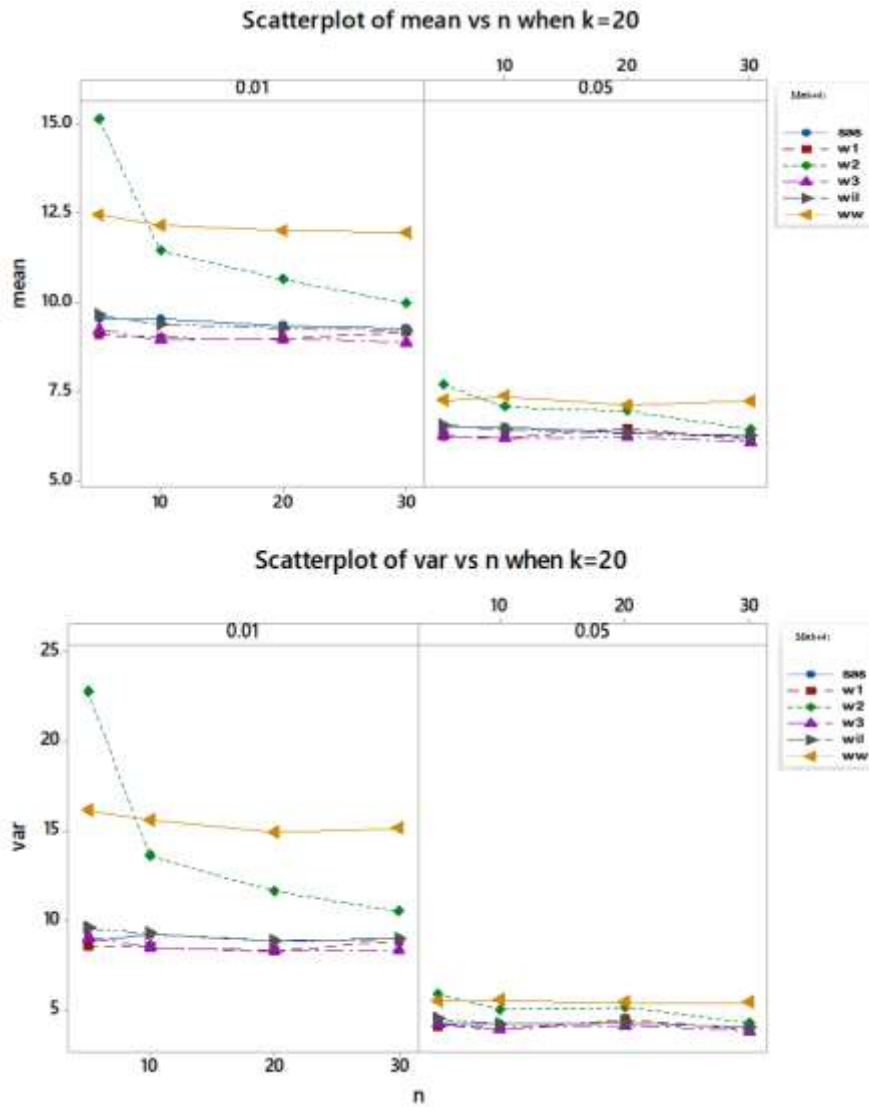 Scatterplot of mean vs n when k=20
10 20 30
0.01 0.05
15.0
12.5
10.0
7.5
5.0
mean
10 20 30
sas
w1
w2
w3
wil
ww
Scatterplot of var vs n when k=20
10 20 30
0.01 0.05
25
20
15
10
5
var
10 20 30
n
sas
w1
w2
w3
wil
ww